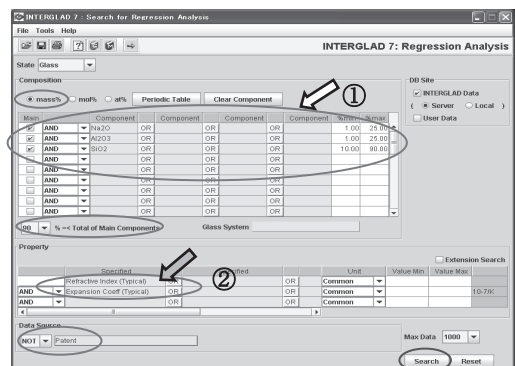 INTERGLAD 7 : Search for Regression Analysis
File Tools Help
INTERGLAD 7: Regression Analysis
State Glass
Composition
DB Site
mass% mol% at% Periodic Table Clear Component
①
INTERGLAD Data
( Server Local )
User Data
Main Component Component Component Component %min %max
AND Na2O OR OR OR 1.00 25.00
AND Al2O3 OR OR OR 1.00 25.00
AND SiO2 OR OR OR 10.00 90.00
AND OR OR OR
AND OR OR OR
AND OR OR OR
AND OR OR OR
AND OR OR OR
90 % =< Total of Main Components Glass System
Property
Extension Search
Specified Unit Value Min Value Max
②
Refractive Index (Typical) OR OR Common
AND Expansion Coeff (Typical) OR OR Common 10-7/K
AND OR OR Common
Data Source
NOT Patent
Max Data 1000
Search Reset